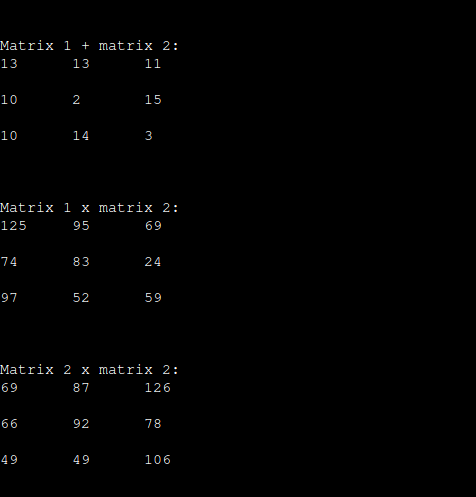 Matrix 1 + matrix 2:
13 13 11
10 2 15
10 14 3
Matrix 1 x matrix 2:
125 95 69
74 83 24
97 52 59
Matrix 2 x matrix 2:
69 87 126
66 92 78
49 49 106